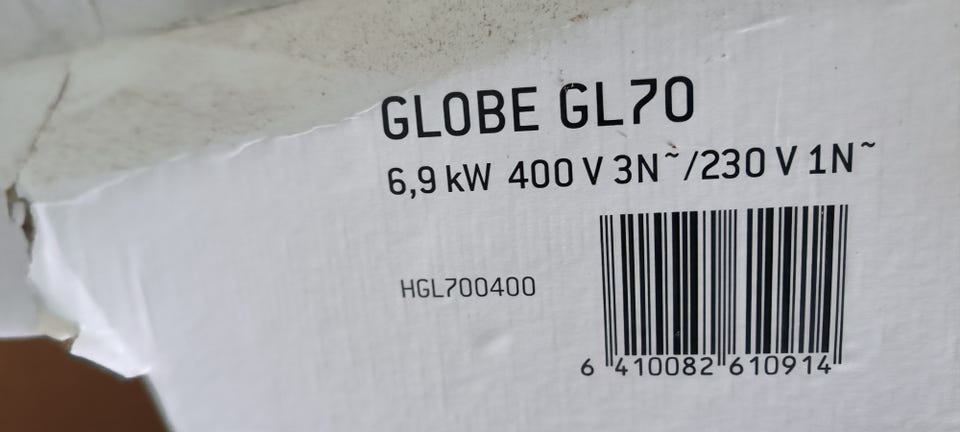 GLOBE GL70
6,9 kW 400 V 3N~/230 V 1N~
HGL700400
6 410082 610914